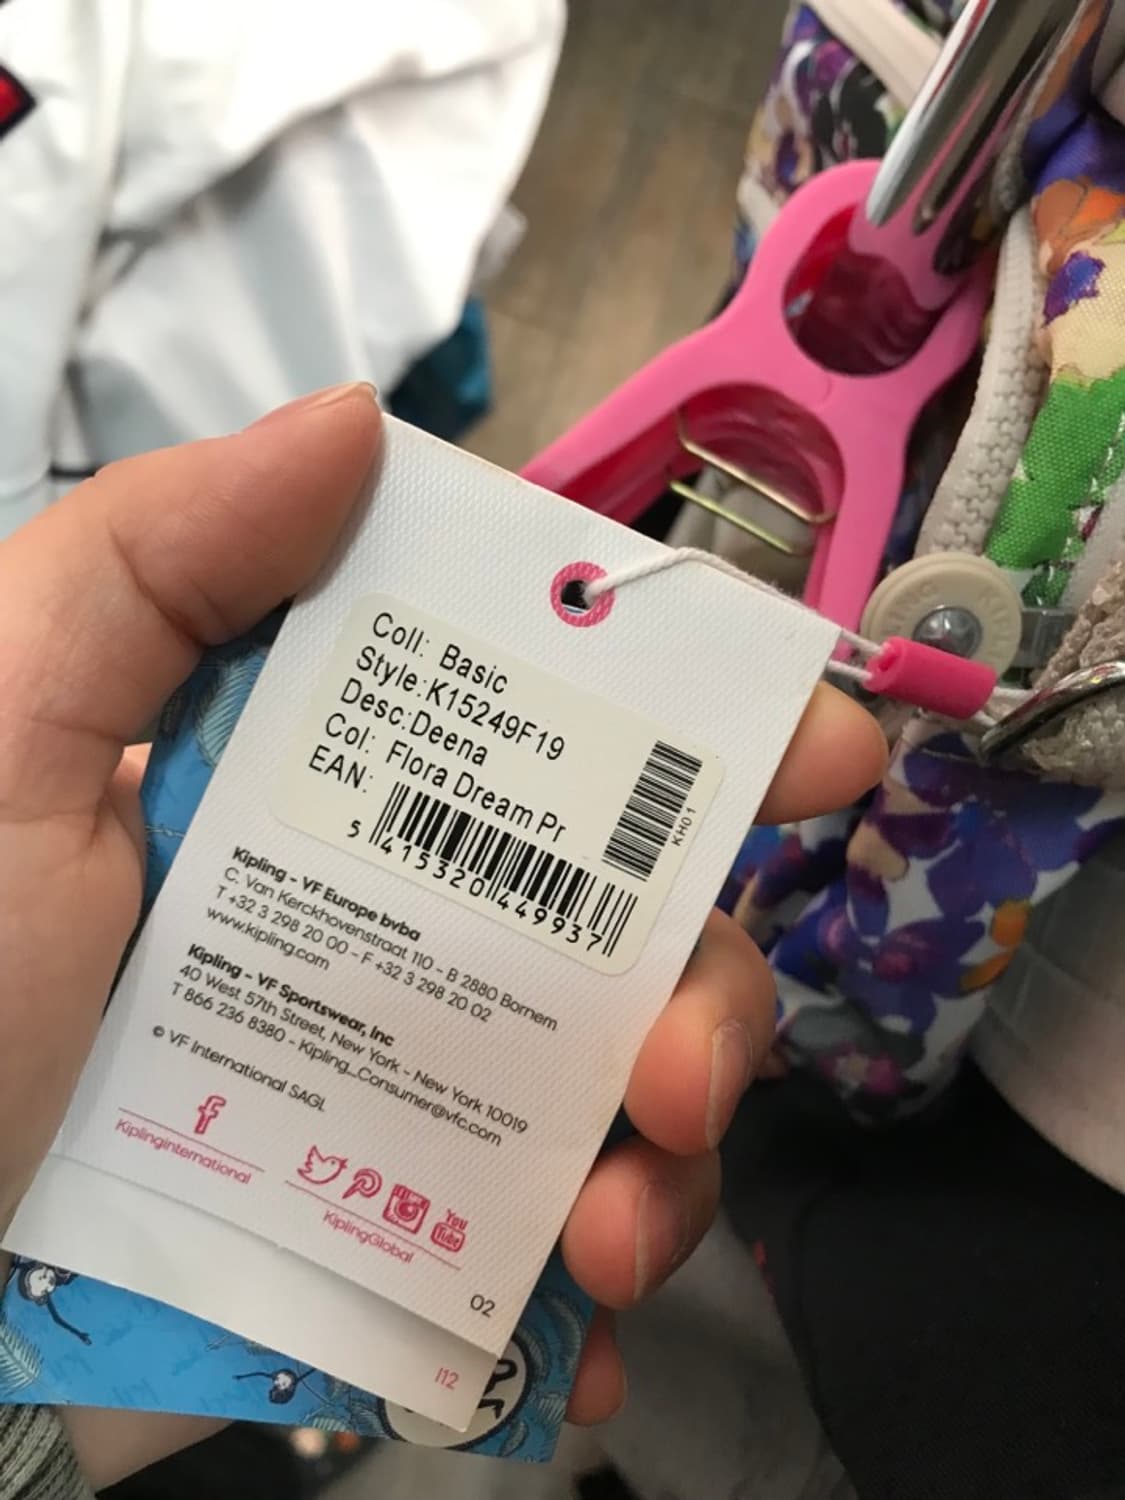 Coll: Basic
Style:K15249F19
Desc:Deena
Col: Flora Dream Pr
EAN:
KH01
5 415320 449937
Kipling - VF Europe bvba
C. Van Kerckhovenstraat 110 - B 2880 Bornem
T +32 3 298 20 00 - F +32 3 298 20 02
www.kipling.com
Kipling - VF Sportswear, Inc
40 West 57th Street, New York - New York 10019
T 866 236 8380 - Kipling_Consumer@vfc.com
© VF International SAGL
f
Kiplinginternational
You
Tube
KiplingGlobal
02
I12